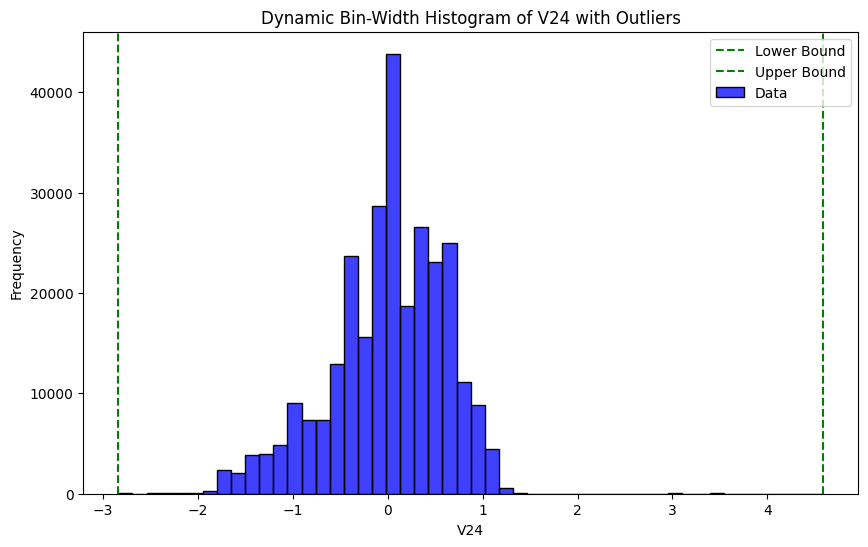 Dynamic Bin-Width Histogram of V24 with Outliers
Lower Bound
Upper Bound
Data
Frequency
40000
30000
20000
10000
0
−3
−2
−1
0
1
2
3
4
V24